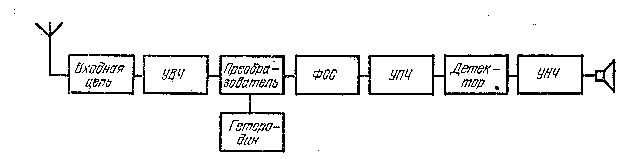 Входная
цепь
УВЧ
Преобра-
зователь
ФСС
УПЧ
Детек-
тор
УНЧ
Гетеро-
дин